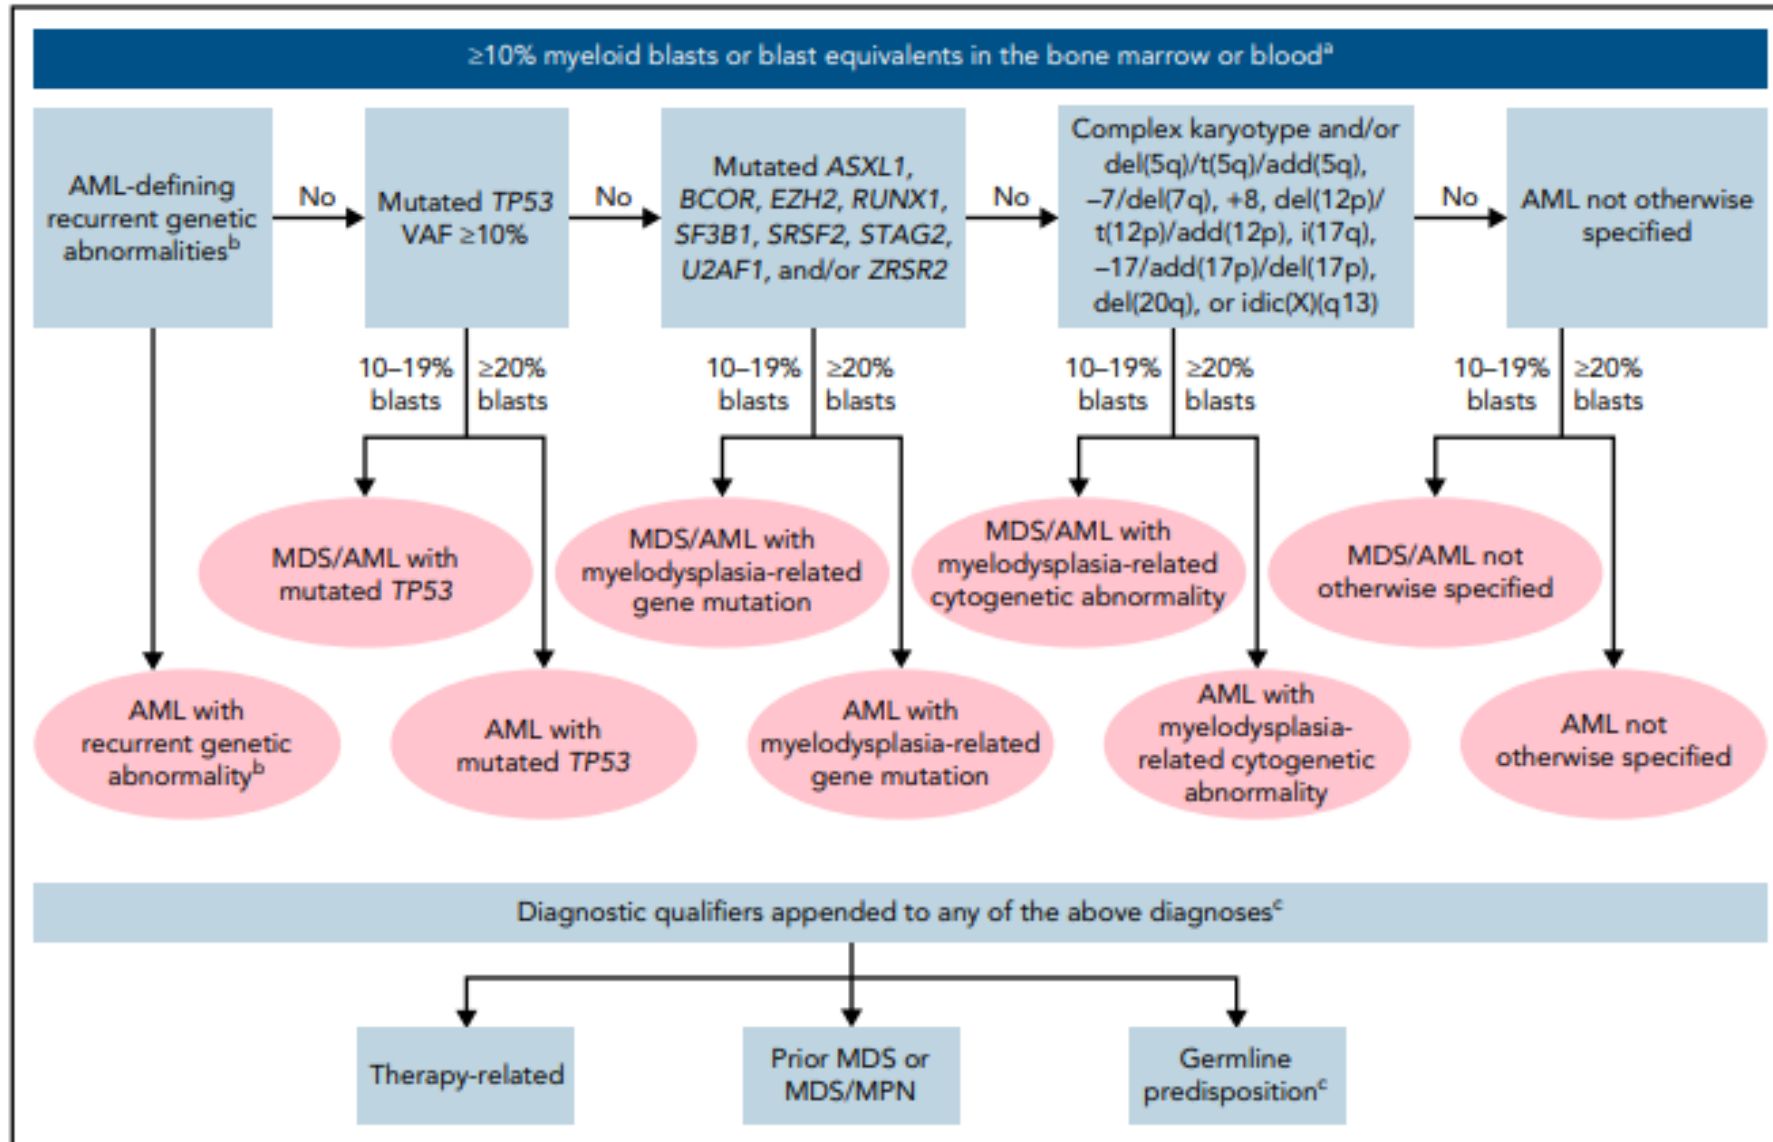 ≥10% myeloid blasts or blast equivalents in the bone marrow or blooda
AML-defining
recurrent genetic
abnormalitiesb
No
Mutated TP53
VAF ≥10%
No
Mutated ASXL1,
BCOR, EZH2, RUNX1,
SF3B1, SRSF2, STAG2,
U2AF1, and/or ZRSR2
No
Complex karyotype and/or
del(5q)/t(5q)/add(5q),
–7/del(7q), +8, del(12p)/
t(12p)/add(12p), i(17q),
–17/add(17p)/del(17p),
del(20q), or idic(X)(q13)
No
AML not otherwise
specified
10–19%
blasts
≥20%
blasts
10–19%
blasts
≥20%
blasts
10–19%
blasts
≥20%
blasts
10–19%
blasts
≥20%
blasts
MDS/AML with
mutated TP53
MDS/AML with
myelodysplasia-related
gene mutation
MDS/AML with
myelodysplasia-related
cytogenetic abnormality
MDS/AML not
otherwise specified
AML with
recurrent genetic
abnormalityb
AML with
mutated TP53
AML with
myelodysplasia-related
gene mutation
AML with
myelodysplasia-
related cytogenetic
abnormality
AML not
otherwise specified
Diagnostic qualifiers appended to any of the above diagnosesc
Therapy-related
Prior MDS or
MDS/MPN
Germline
predispositionc